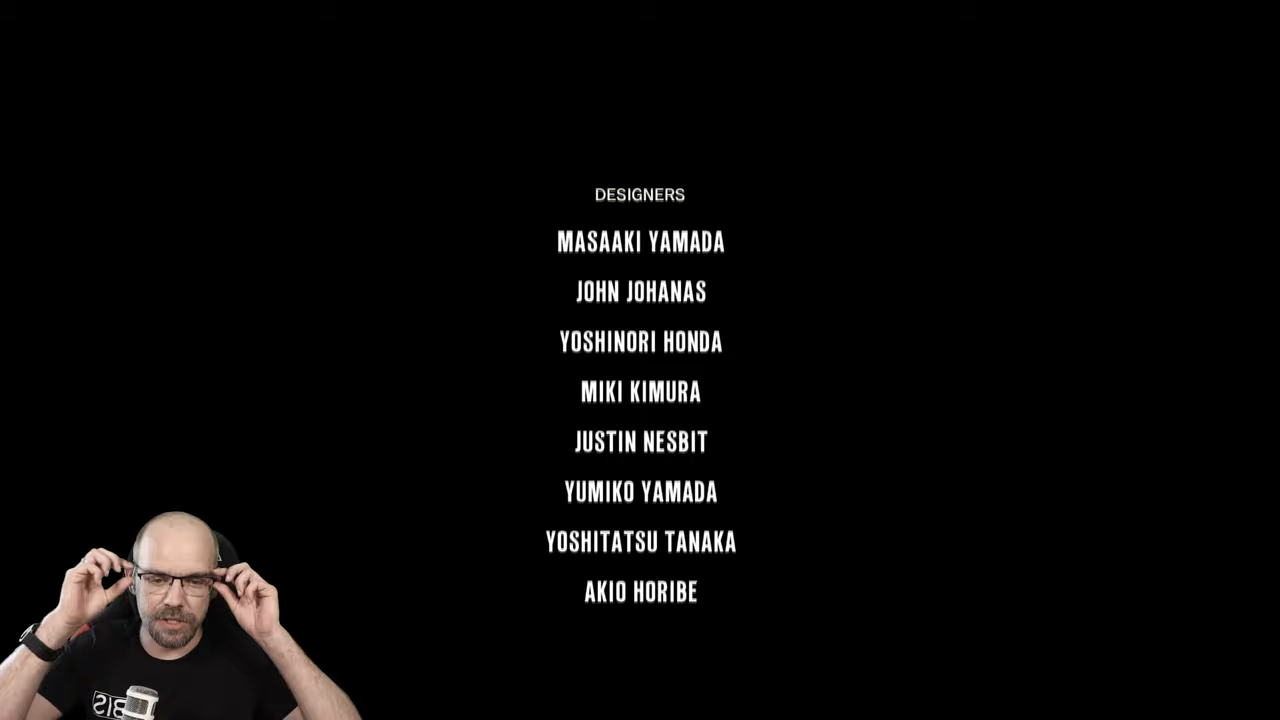 DESIGNERS
MASAAKI YAMADA
JOHN JOHANAS
YOSHINORI HONDA
MIKI KIMURA
JUSTIN NESBIT
YUMIKO YAMADA
YOSHITATSU TANAKA
AKIO HORIBE